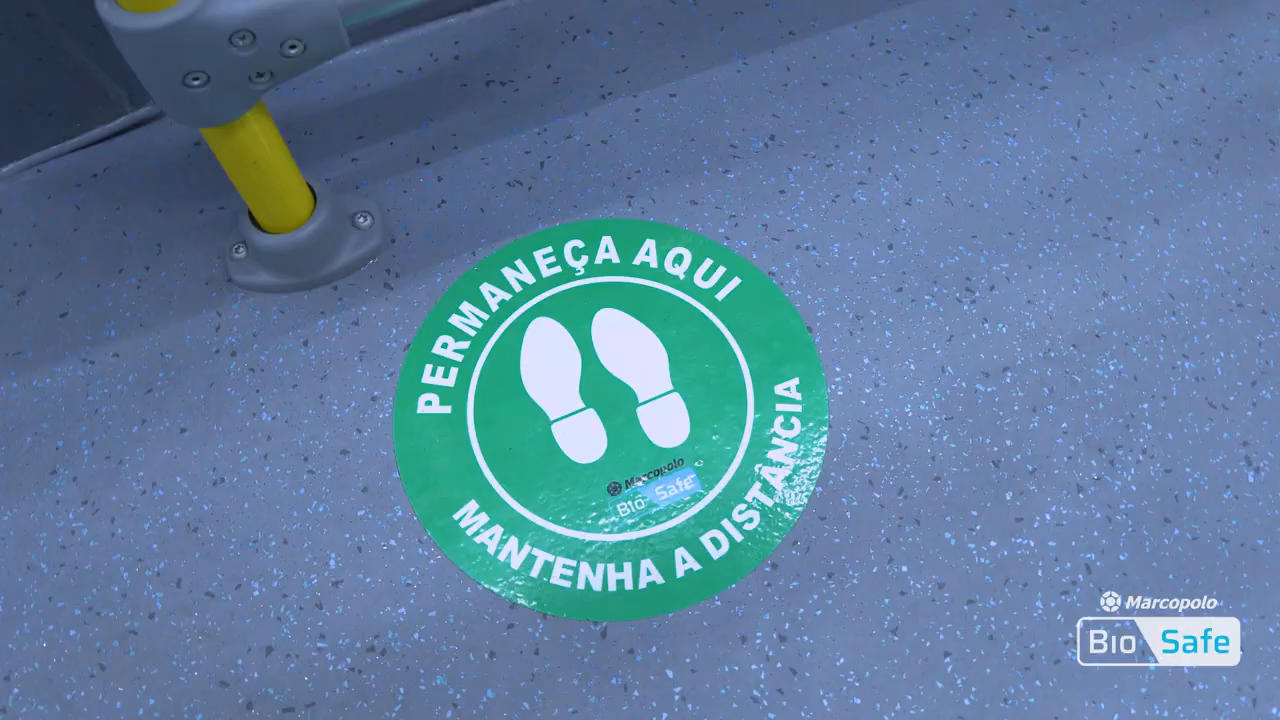 PERMANEÇA AQUI
Marcopolo
Bio Safe
MANTENHA A DISTÂNCIA
Marcopolo
Bio Safe